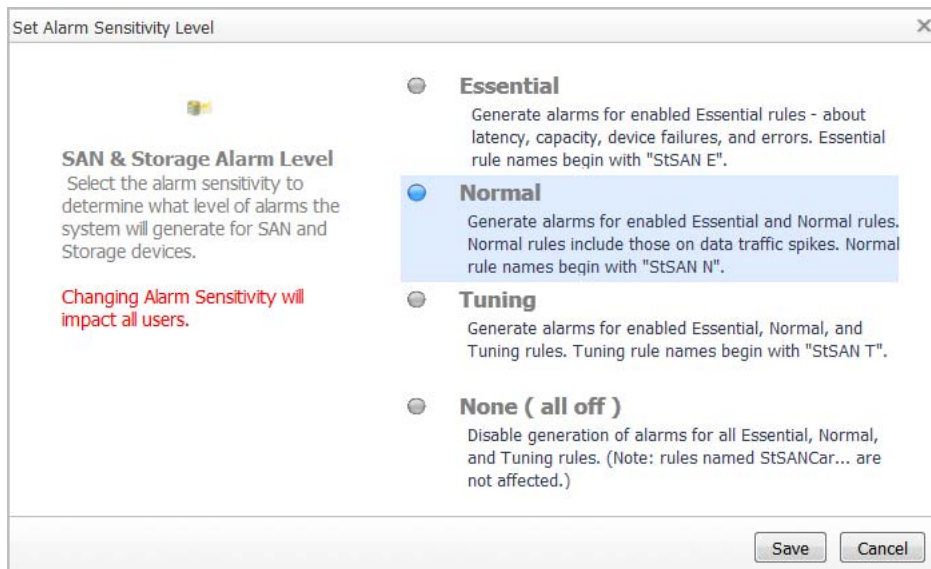 Set Alarm Sensitivity Level
SAN & Storage Alarm Level
Select the alarm sensitivity to
determine what level of alarms the
system will generate for SAN and
Storage devices.
Changing Alarm Sensitivity will
impact all users.
Essential
Generate alarms for enabled Essential rules - about
latency, capacity, device failures, and errors. Essential
rule names begin with "StSAN E".
Normal
Generate alarms for enabled Essential and Normal rules.
Normal rules include those on data traffic spikes. Normal
rule names begin with "StSAN N".
Tuning
Generate alarms for enabled Essential, Normal, and
Tuning rules. Tuning rule names begin with "StSAN T".
None ( all off )
Disable generation of alarms for all Essential, Normal,
and Tuning rules. (Note: rules named StSANCar... are
not affected.)
Save
Cancel